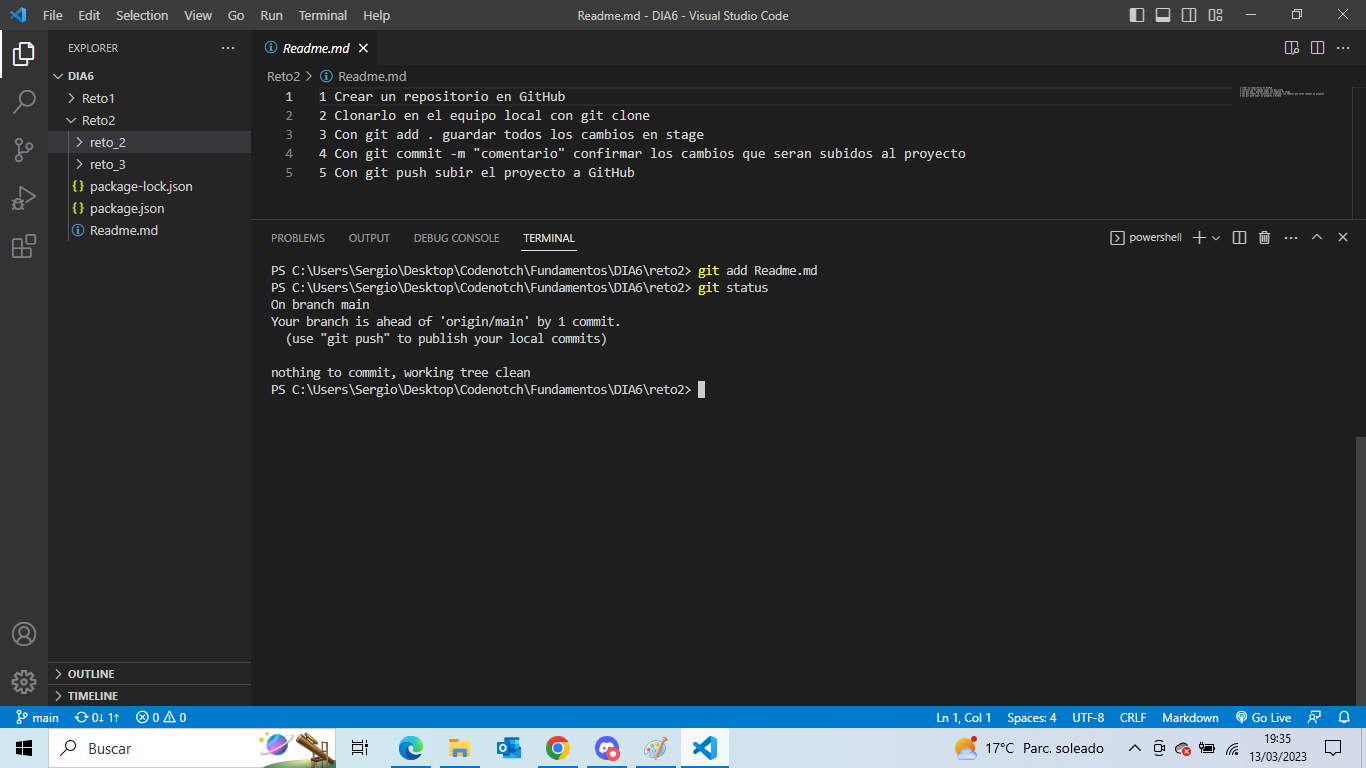 File Edit Selection View Go Run Terminal Help
Readme.md - DIA6 - Visual Studio Code
EXPLORER
DIA6
Reto1
Reto2
reto_2
reto_3
package-lock.json
package.json
Readme.md
OUTLINE
TIMELINE
Readme.md
Reto2 > Readme.md
1 1 Crear un repositorio en GitHub
2 2 Clonarlo en el equipo local con git clone
3 3 Con git add . guardar todos los cambios en stage
4 4 Con git commit -m "comentario" confirmar los cambios que seran subidos al proyecto
5 5 Con git push subir el proyecto a GitHub
PROBLEMS OUTPUT DEBUG CONSOLE TERMINAL
powershell
PS C:\Users\Sergio\Desktop\Codenotch\Fundamentos\DIA6\reto2> git add Readme.md
PS C:\Users\Sergio\Desktop\Codenotch\Fundamentos\DIA6\reto2> git status
On branch main
Your branch is ahead of 'origin/main' by 1 commit.
(use "git push" to publish your local commits)
nothing to commit, working tree clean
PS C:\Users\Sergio\Desktop\Codenotch\Fundamentos\DIA6\reto2>
main 0↓ 1↑ 0 0
Ln 1, Col 1 Spaces: 4 UTF-8 CRLF Markdown Go Live
Buscar
17°C Parc. soleado
19:35
13/03/2023